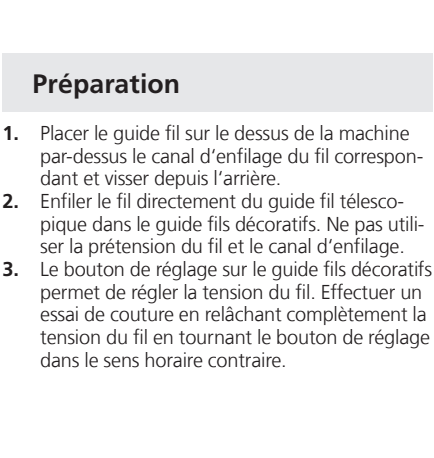 Préparation
1. Placer le guide fil sur le dessus de la machine
par-dessus le canal d’enfilage du fil correspon-
dant et visser depuis l’arrière.
2. Enfiler le fil directement du guide fil télesco-
pique dans le guide fils décoratifs. Ne pas utili-
ser la prétension du fil et le canal d’enfilage.
3. Le bouton de réglage sur le guide fils décoratifs
permet de régler la tension du fil. Effectuer un
essai de couture en relâchant complètement la
tension du fil en tournant le bouton de réglage
dans le sens horaire contraire.